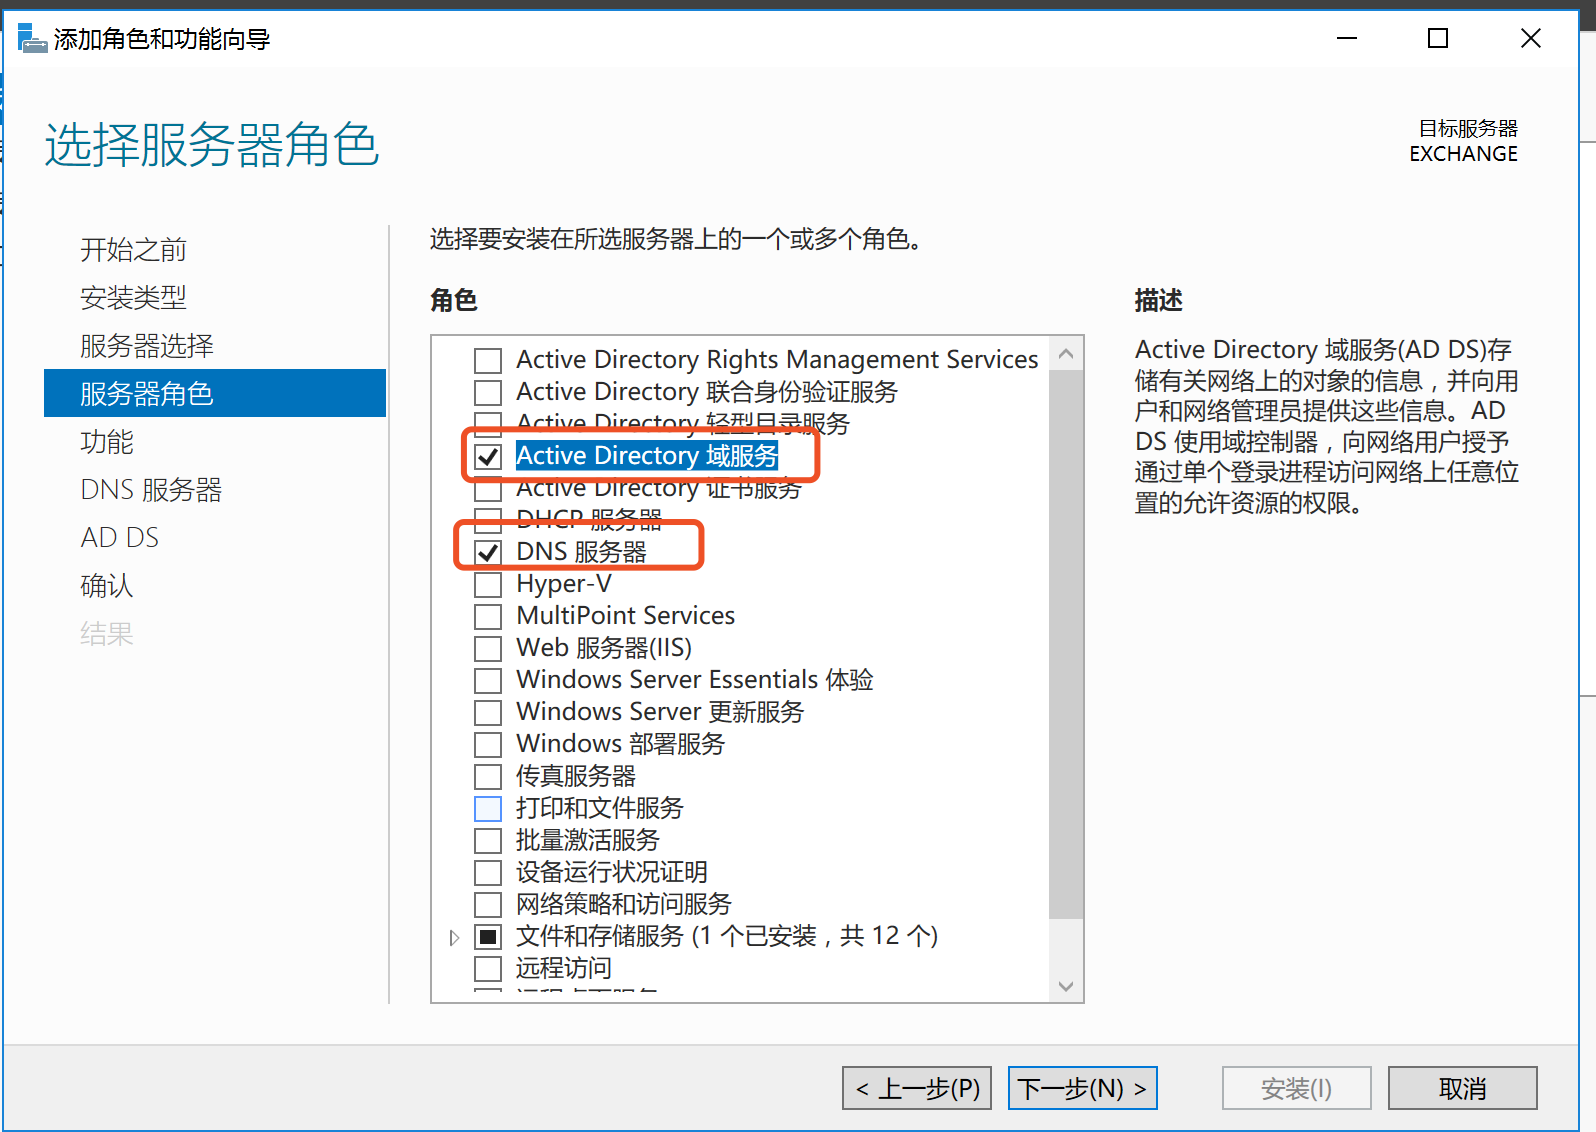 添加角色和功能向导
选择服务器角色
目标服务器
EXCHANGE
开始之前
安装类型
服务器选择
服务器角色
功能
DNS 服务器
AD DS
确认
结果
选择要安装在所选服务器上的一个或多个角色。
角色
Active Directory Rights Management Services
Active Directory 联合身份验证服务
Active Directory 轻型目录服务
Active Directory 域服务
Active Directory 证书服务
DHCP 服务器
DNS 服务器
Hyper-V
MultiPoint Services
Web 服务器(IIS)
Windows Server Essentials 体验
Windows Server 更新服务
Windows 部署服务
传真服务器
打印和文件服务
批量激活服务
设备运行状况证明
网络策略和访问服务
文件和存储服务 (1 个已安装，共 12 个)
远程访问
远程桌面服务
描述
Active Directory 域服务(AD DS)存
储有关网络上的对象的信息，并向用
户和网络管理员提供这些信息。AD
DS 使用域控制器，向网络用户授予
通过单个登录进程访问网络上任意位
置的允许资源的权限。
< 上一步(P)
下一步(N) >
安装(I)
取消